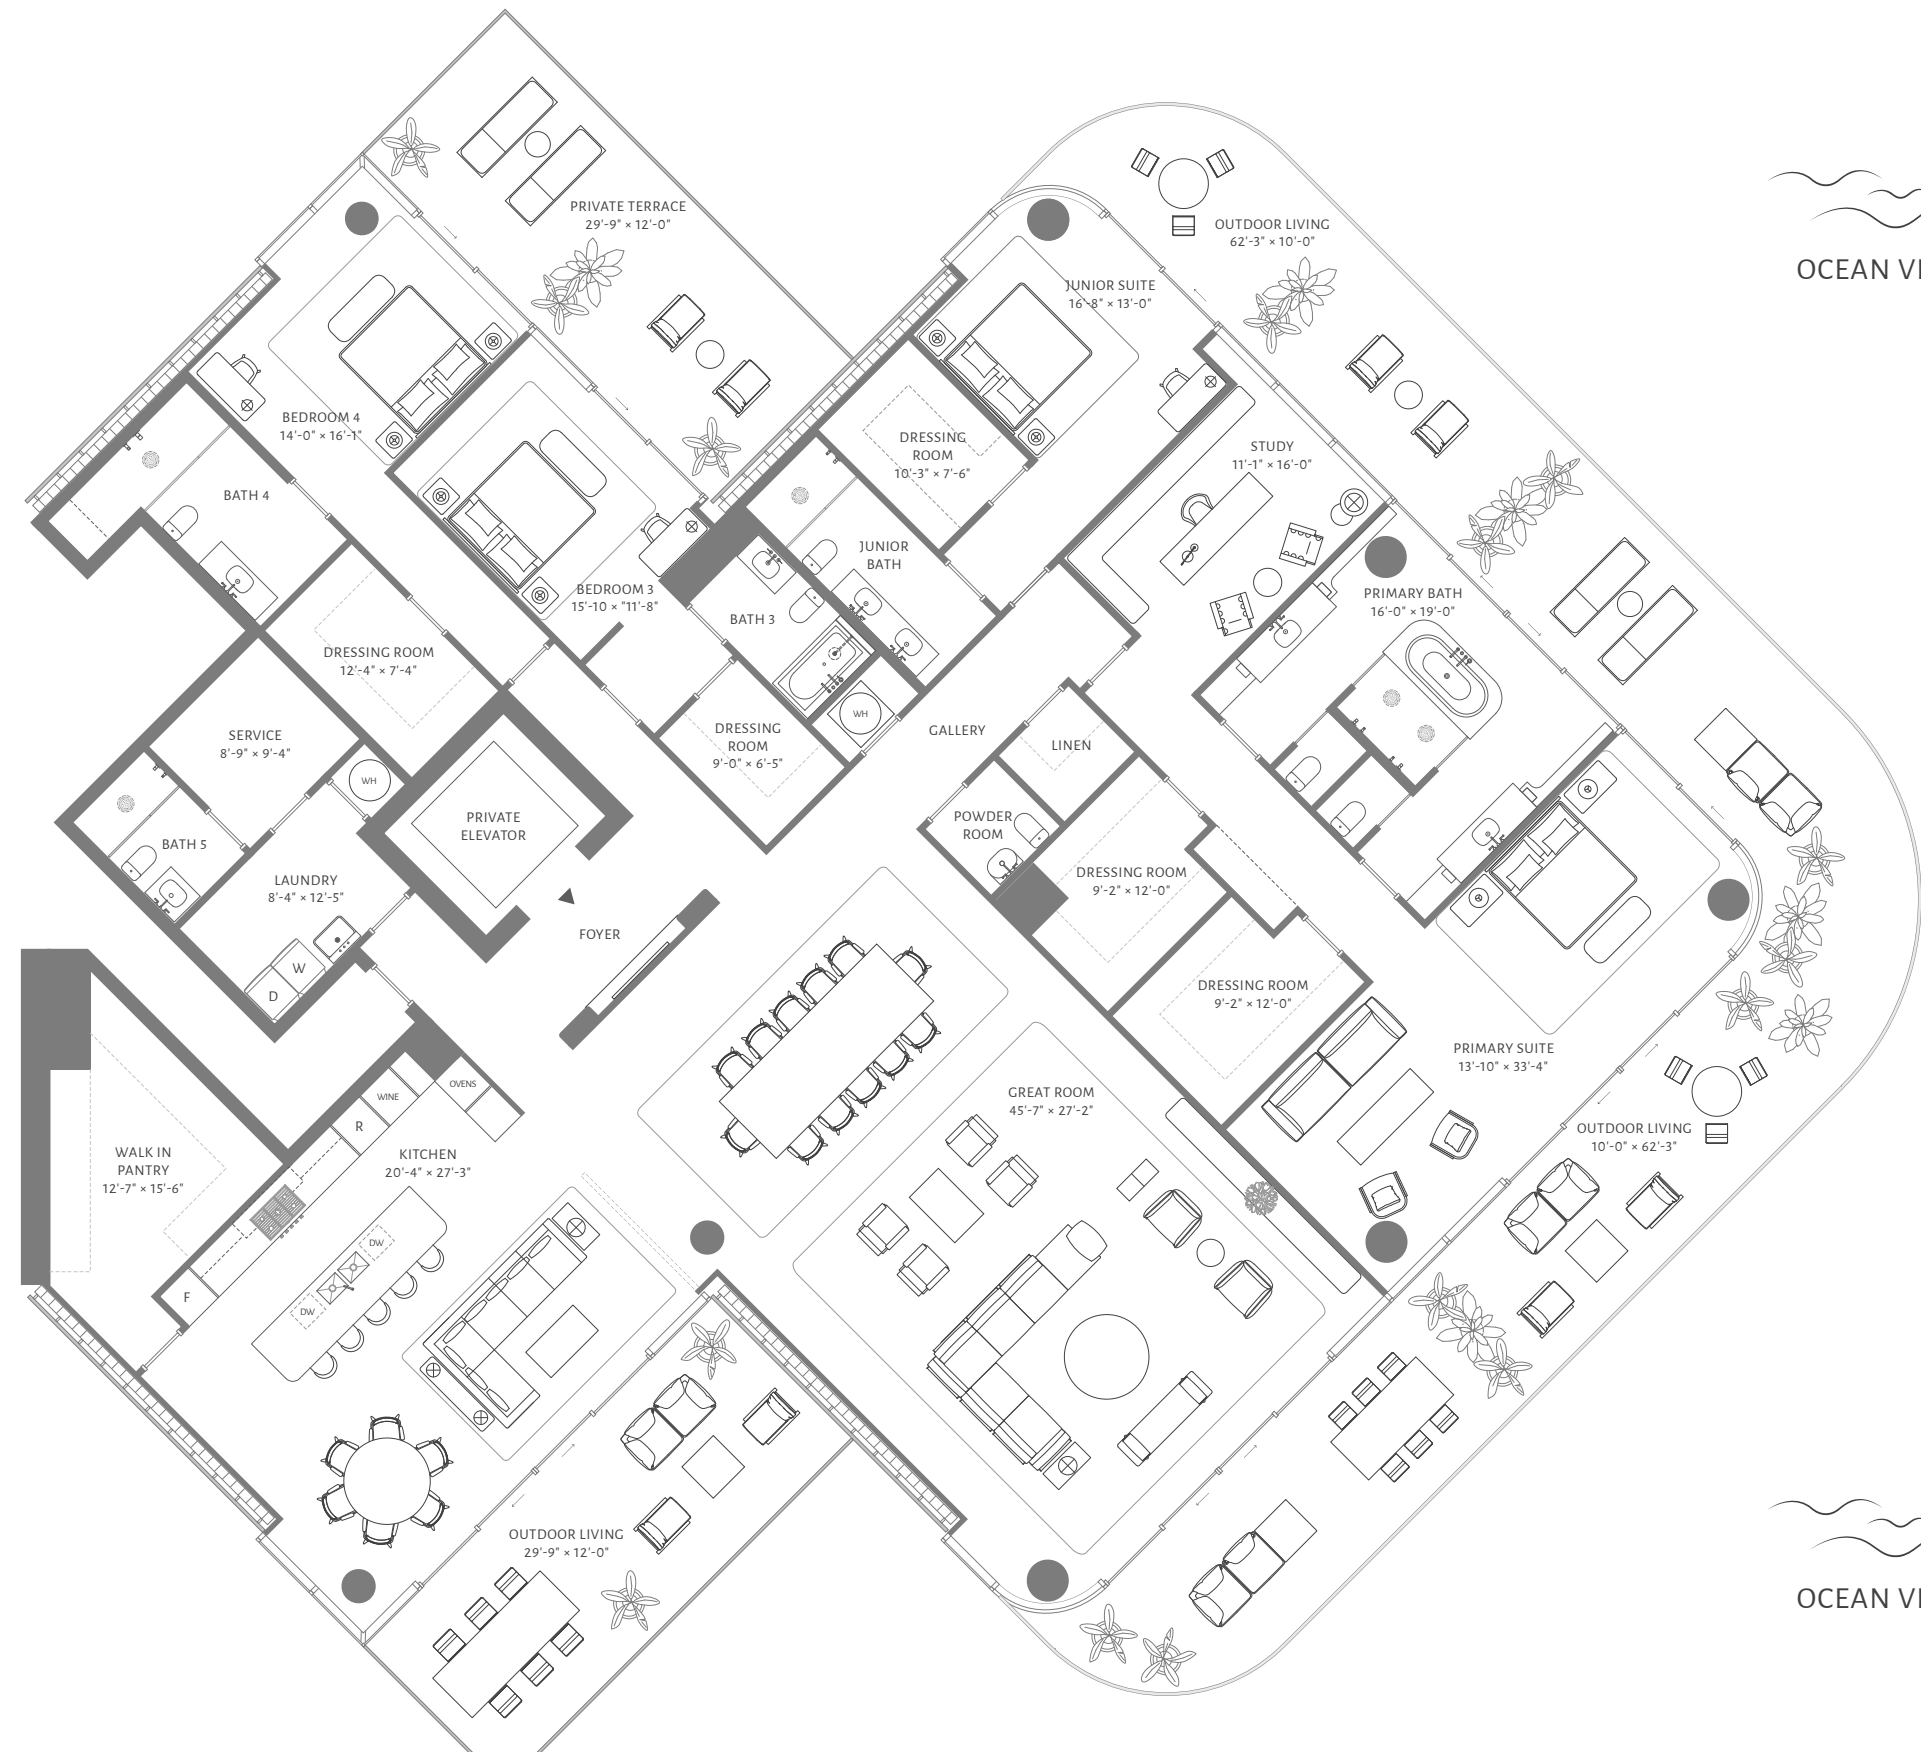 PRIVATE TERRACE
29'-9" × 12'-0"
OUTDOOR LIVING
62'-3" × 10'-0"
OCEAN VI
JUNIOR SUITE
16'-8" × 13'-0"
BEDROOM 4
14'-0" × 16'-1"
DRESSING
ROOM
10'-3" × 7'-6"
STUDY
11'-1" × 16'-0"
BATH 4
JUNIOR
BATH
BEDROOM 3
15'-10 × "11'-8"
PRIMARY BATH
16'-0" × 19'-0"
BATH 3
DRESSING ROOM
12'-4" × 7'-4"
WH
SERVICE
8'-9" × 9'-4"
DRESSING
ROOM
9'-0" × 6'-5"
GALLERY
LINEN
WH
PRIVATE
ELEVATOR
POWDER
ROOM
BATH 5
LAUNDRY
8'-4" × 12'-5"
DRESSING ROOM
9'-2" × 12'-0"
FOYER
W
D
DRESSING ROOM
9'-2" × 12'-0"
PRIMARY SUITE
13'-10" × 33'-4"
OVENS
WINE
R
GREAT ROOM
45'-7" × 27'-2"
OUTDOOR LIVING
10'-0" × 62'-3"
WALK IN
PANTRY
12'-7" × 15'-6"
KITCHEN
20'-4" × 27'-3"
DW
F
DW
OUTDOOR LIVING
29'-9" × 12'-0"
OCEAN VI